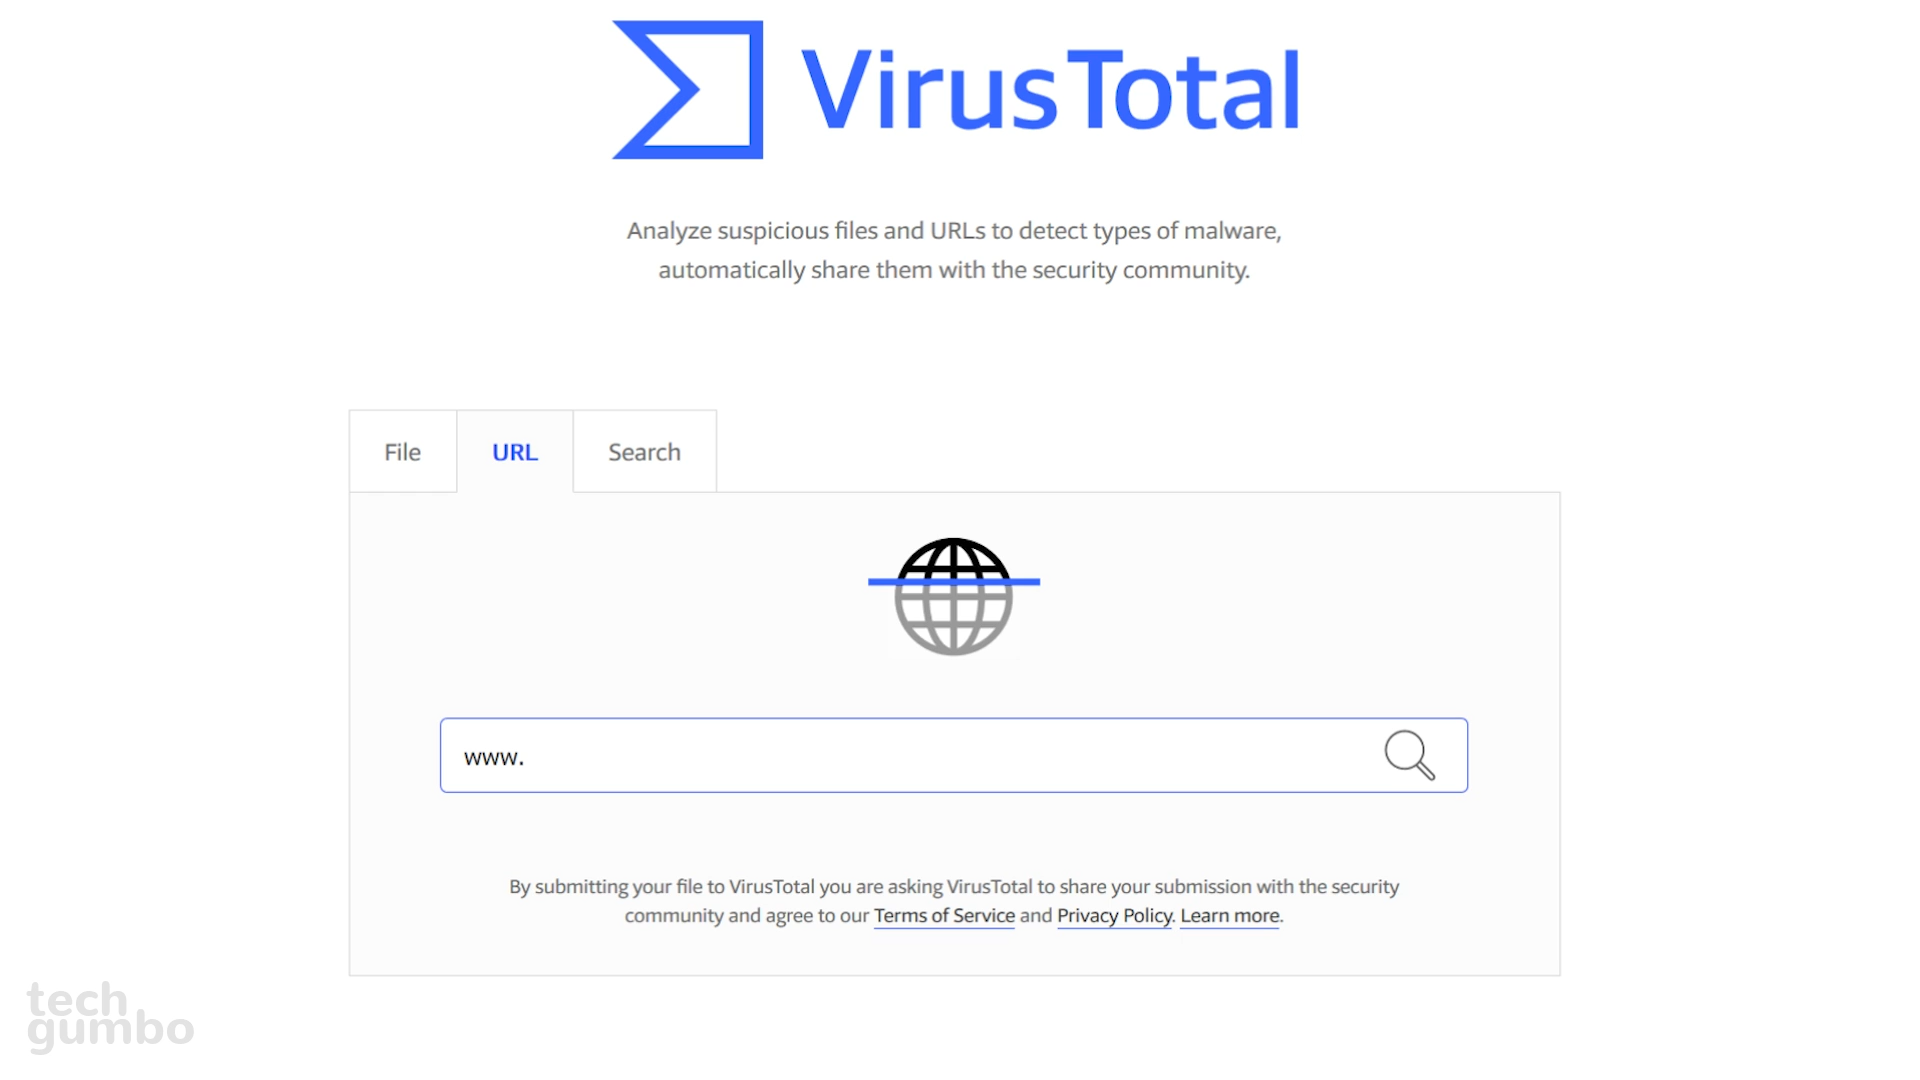 VirusTotal
Analyze suspicious files and URLs to detect types of malware,
automatically share them with the security community.
File
URL
Search
www.
By submitting your file to VirusTotal you are asking VirusTotal to share your submission with the security
community and agree to our Terms of Service and Privacy Policy. Learn more.
tech
gumbo